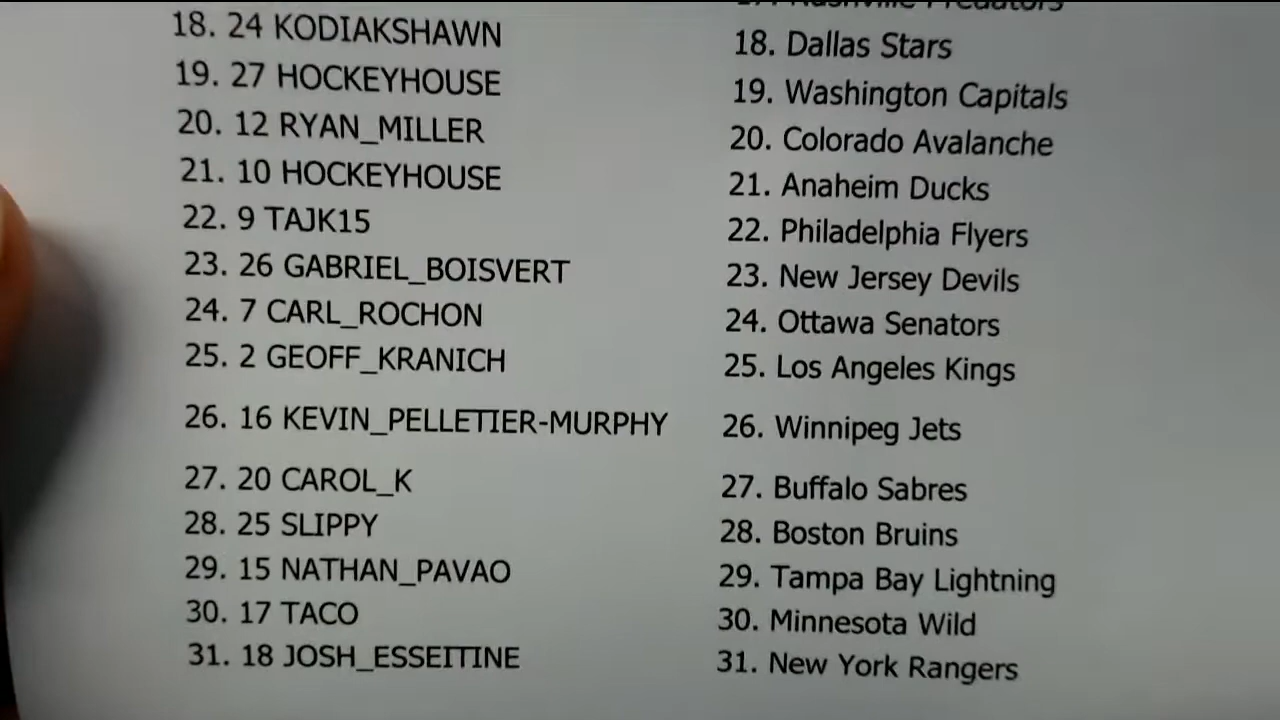 17. Nashville Predators
18. 24 KODIAKSHAWN 18. Dallas Stars
19. 27 HOCKEYHOUSE 19. Washington Capitals
20. 12 RYAN_MILLER 20. Colorado Avalanche
21. 10 HOCKEYHOUSE 21. Anaheim Ducks
22. 9 TAJK15 22. Philadelphia Flyers
23. 26 GABRIEL_BOISVERT 23. New Jersey Devils
24. 7 CARL_ROCHON 24. Ottawa Senators
25. 2 GEOFF_KRANICH 25. Los Angeles Kings
26. 16 KEVIN_PELLETIER-MURPHY 26. Winnipeg Jets
27. 20 CAROL_K 27. Buffalo Sabres
28. 25 SLIPPY 28. Boston Bruins
29. 15 NATHAN_PAVAO 29. Tampa Bay Lightning
30. 17 TACO 30. Minnesota Wild
31. 18 JOSH_ESSEITINE 31. New York Rangers